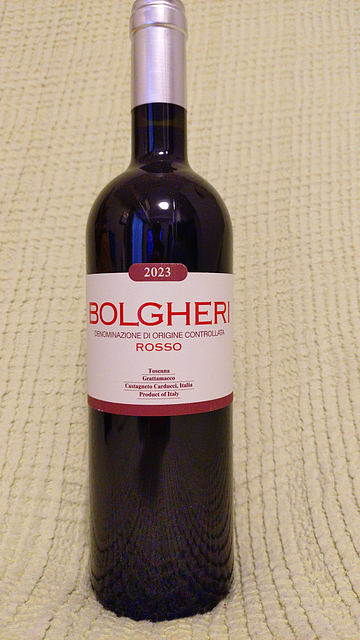 2023
BOLGHERI
DENOMINAZIONE DI ORIGINE CONTROLLATA
ROSSO
Toscana
Grattamacco
Castagneto Carducci, Italia
Product of Italy